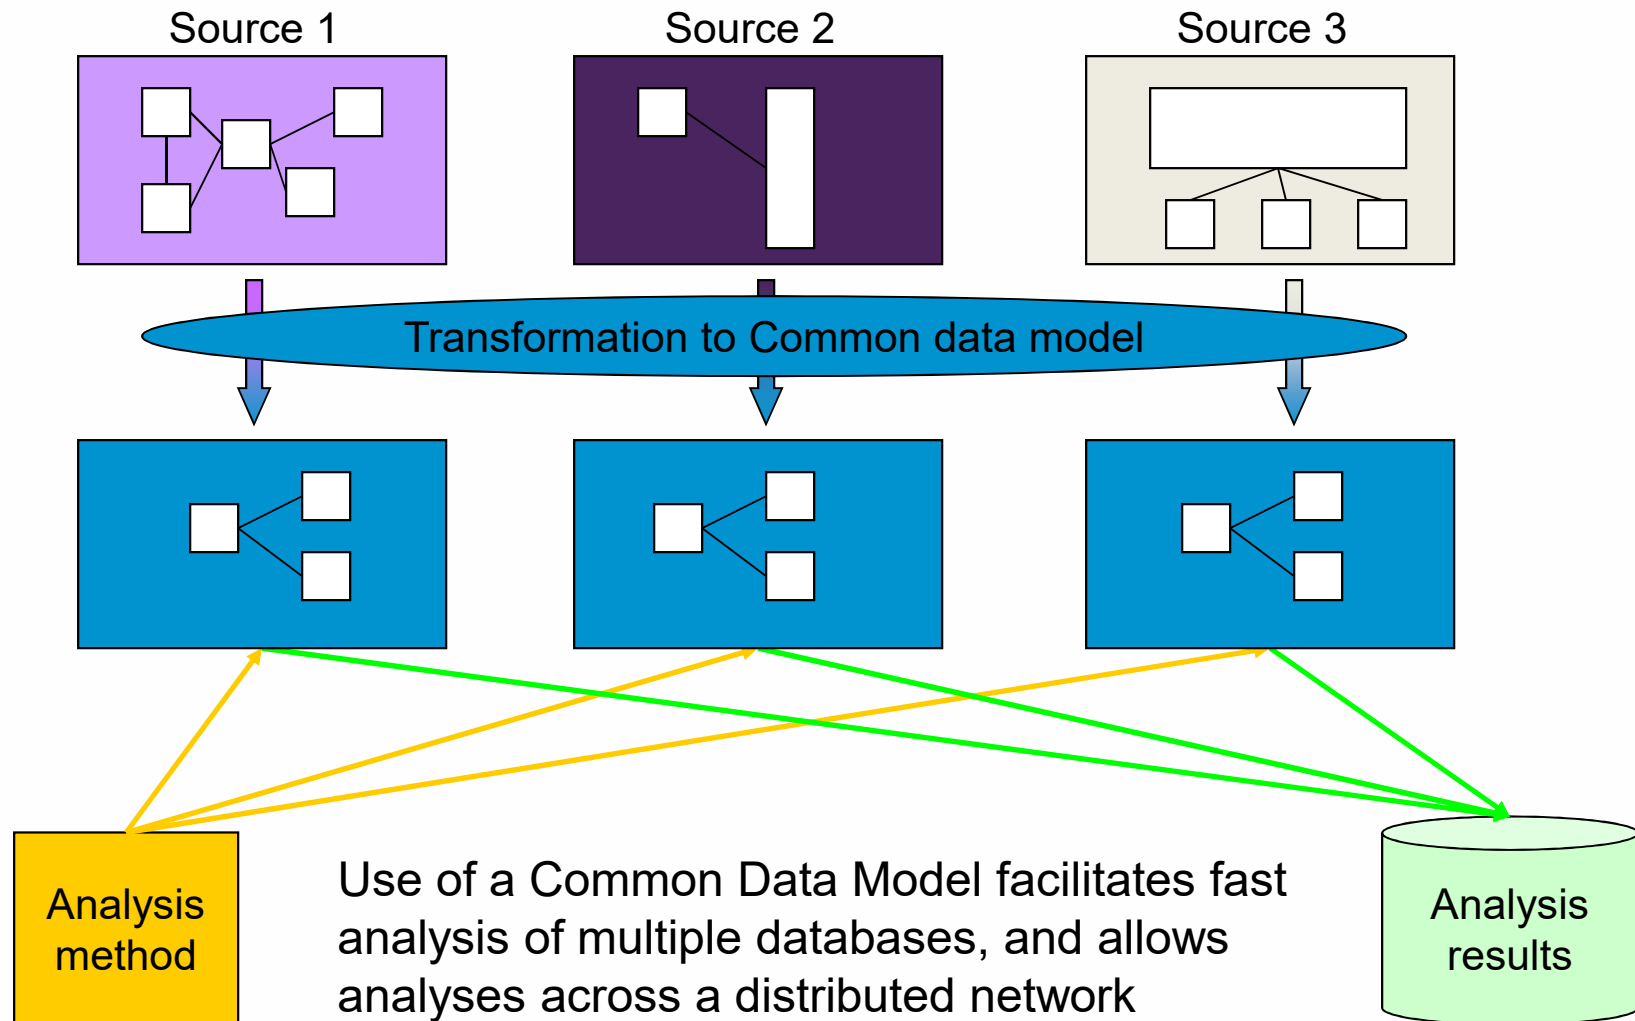 Source 1
Source 2
Source 3
Transformation to Common data model
Analysis
method
Use of a Common Data Model facilitates fast
analysis of multiple databases, and allows
analyses across a distributed network
Analysis
results